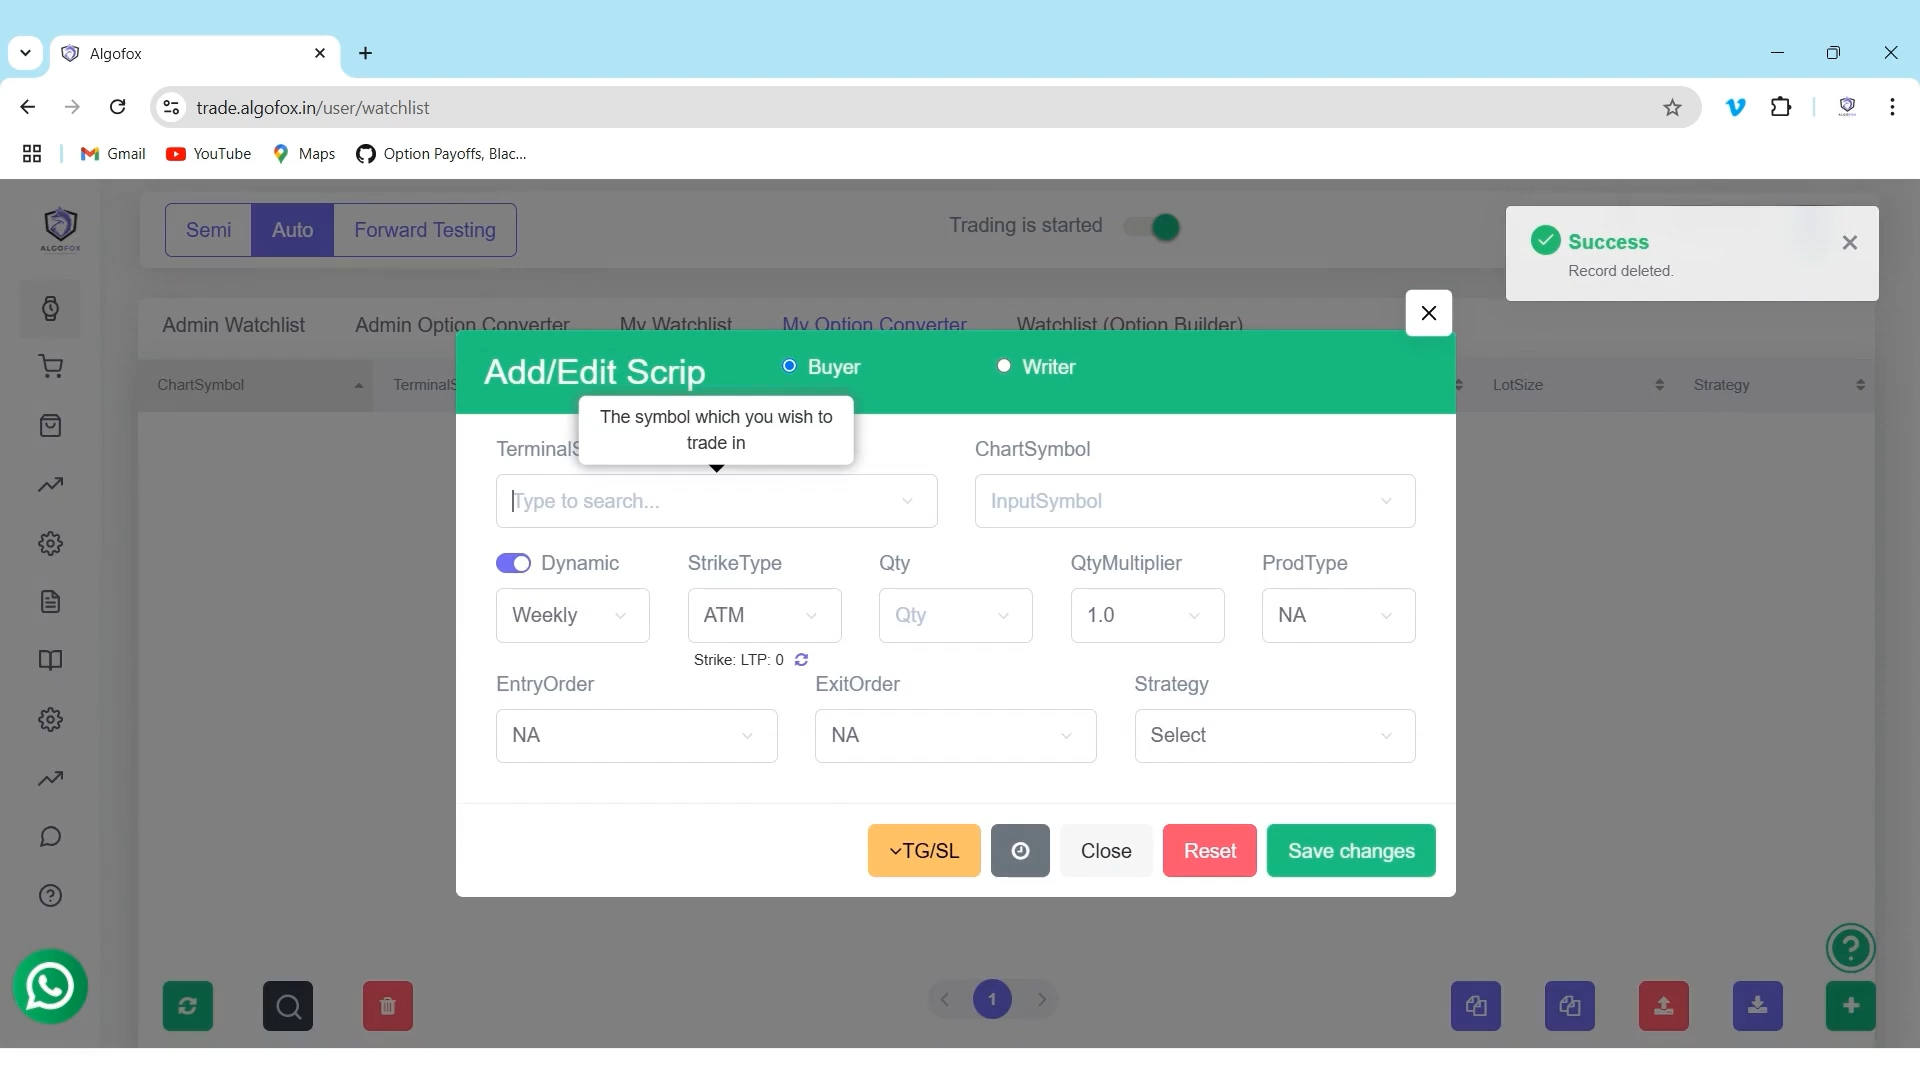 Algofox
trade.algofox.in/user/watchlist
Gmail
YouTube
Maps
Option Payoffs, Blac...
ALGOFOX
Semi
Auto
Forward Testing
Trading is started
Success
Record deleted.
Admin Watchlist
Admin Option Converter
My Watchlist
My Option Converter
Watchlist (Option Builder)
Add/Edit Scrip
Buyer
Writer
ChartSymbol
TerminalS
LotSize
Strategy
The symbol which you wish to
trade in
TerminalS
ChartSymbol
Type to search...
InputSymbol
Dynamic
StrikeType
Qty
QtyMultiplier
ProdType
Weekly
ATM
Qty
1.0
NA
Strike: LTP: 0
EntryOrder
ExitOrder
Strategy
NA
NA
Select
TG/SL
Close
Reset
Save changes
1